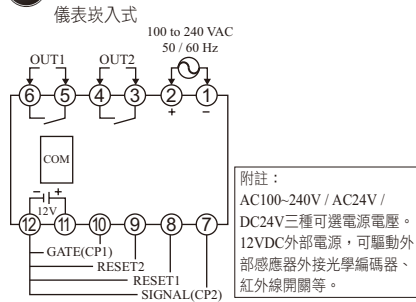 儀表崁入式
100 to 240 VAC
50 / 60 Hz
OUT1 OUT2
6 5 4 3 2 1
+ −
COM
− +
12V
12 11 10 9 8 7
GATE(CP1)
RESET2
RESET1
SIGNAL(CP2)
附註：
AC100~240V / AC24V /
DC24V三種可選電源電壓。
12VDC外部電源，可驅動外
部感應器外接光學編碼器、
紅外線開關等。